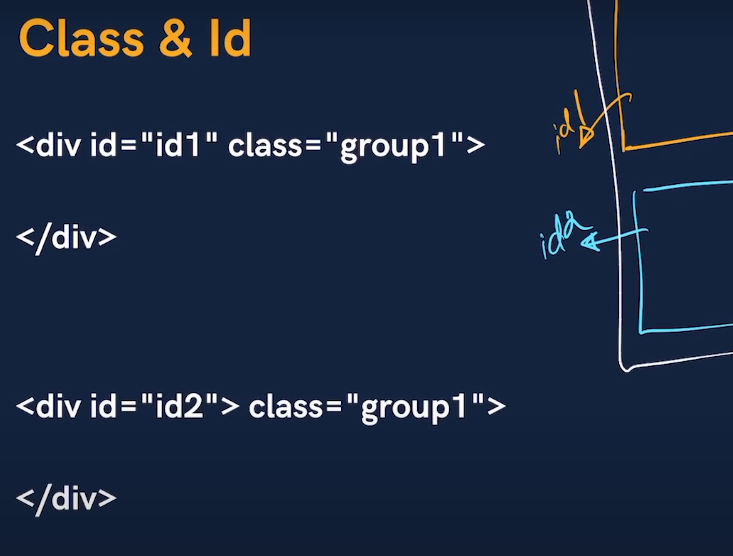 Class & Id
<div id="id1" class="group1">
id1
</div>
id2
<div id="id2"> class="group1">
</div>